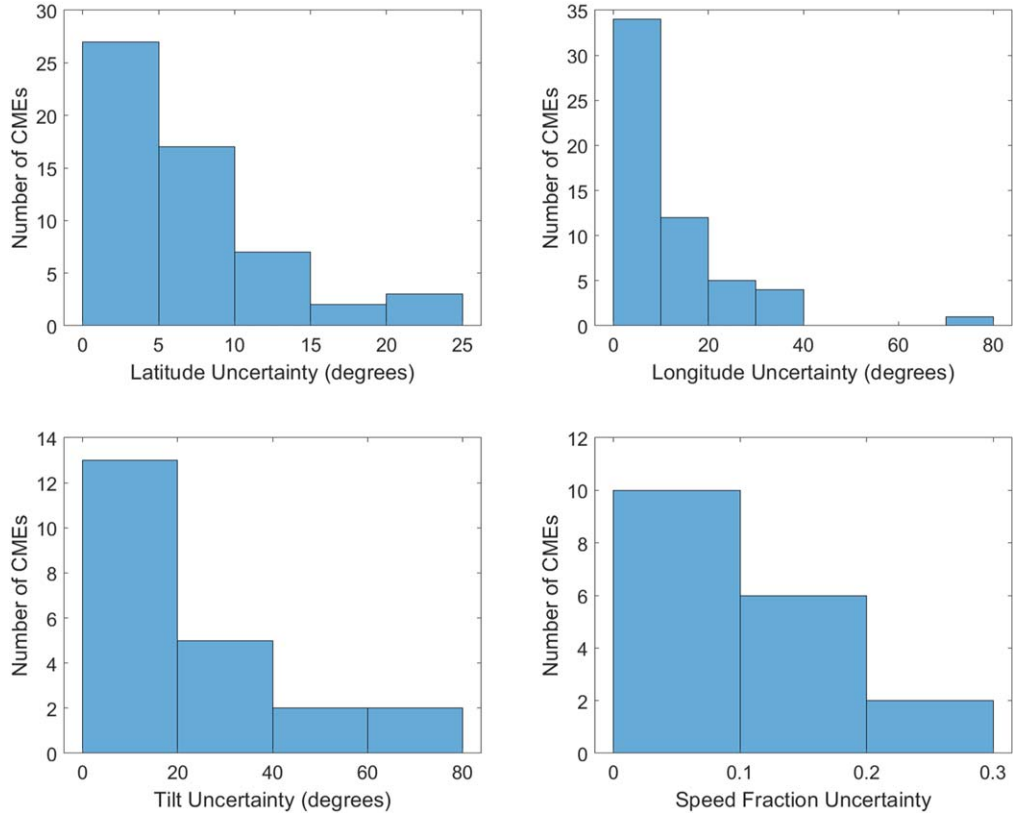 30
25
20
15
10
5
0
Number of CMEs
0 5 10 15 20 25
Latitude Uncertainty (degrees)
35
30
25
20
15
10
5
0
Number of CMEs
0 20 40 60 80
Longitude Uncertainty (degrees)
14
12
10
8
6
4
2
0
Number of CMEs
0 20 40 60 80
Tilt Uncertainty (degrees)
12
10
8
6
4
2
0
Number of CMEs
0 0.1 0.2 0.3
Speed Fraction Uncertainty